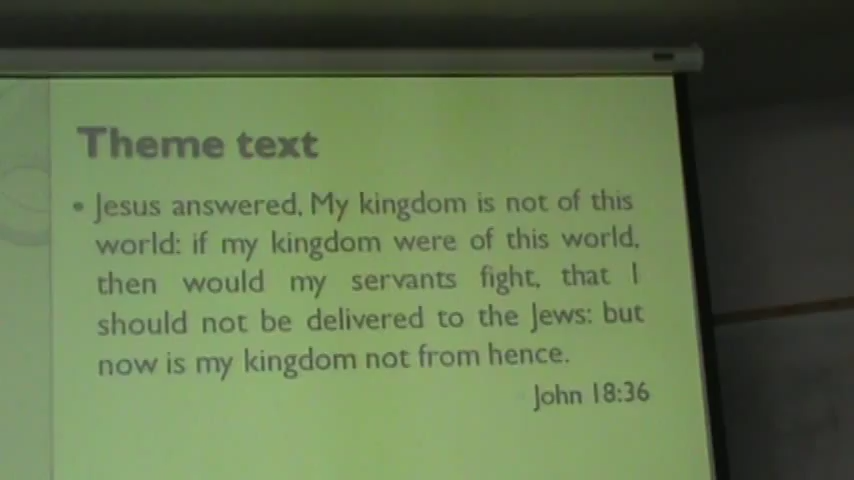 Theme text
• Jesus answered, My kingdom is not of this
world: if my kingdom were of this world,
then would my servants fight, that I
should not be delivered to the Jews: but
now is my kingdom not from hence.
John 18:36